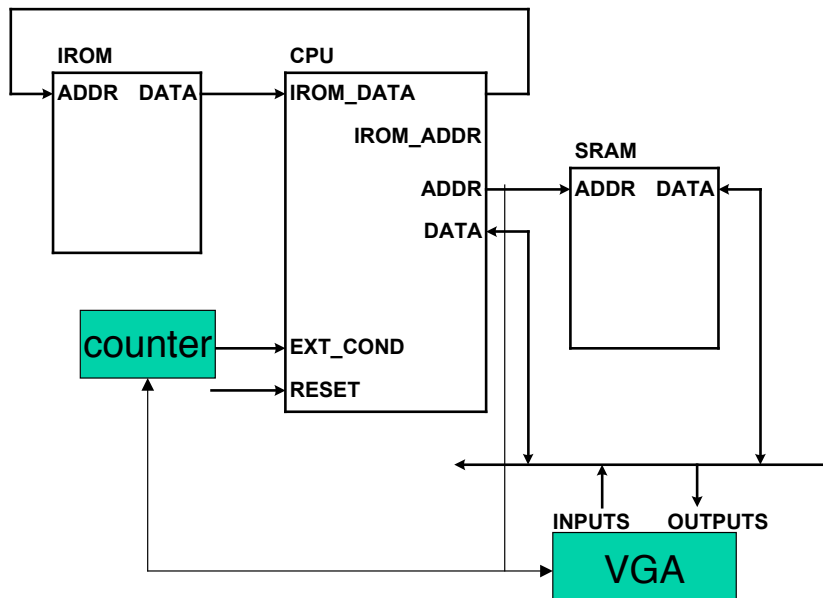 IROM
CPU
ADDR DATA
IROM_DATA
IROM_ADDR
SRAM
ADDR
ADDR DATA
DATA
counter
EXT_COND
RESET
INPUTS OUTPUTS
VGA